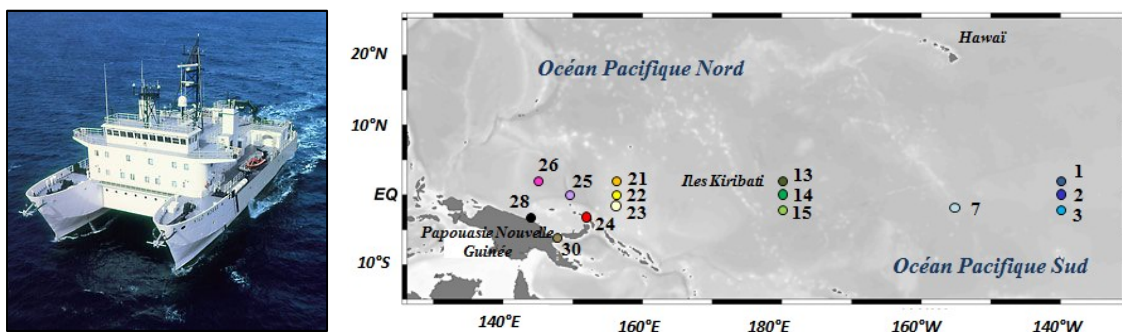 20°N
10°N
EQ
10°S
Hawaï
Océan Pacifique Nord
26
25
21
22
23
28
24
30
Papouasie Nouvelle
Guinée
Iles Kiribati
13
14
15
7
1
2
3
Océan Pacifique Sud
140°E
160°E
180°
160°W
140°W